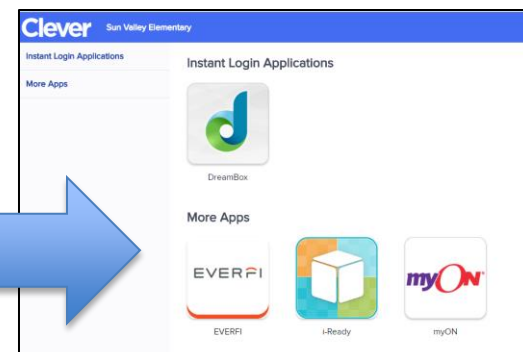 Clever Sun Valley Elementary
Instant Login Applications
More Apps
Instant Login Applications
d
DreamBox
More Apps
EVERFI
myON
EVERFI
i-Ready
myON